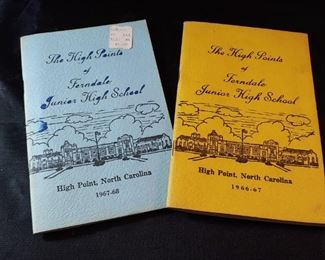 The High Points
of
Ferndale
Junior High School
High Point, North Carolina
1967-68
The High Points
of
Ferndale
Junior High School
High Point, North Carolina
1966-67